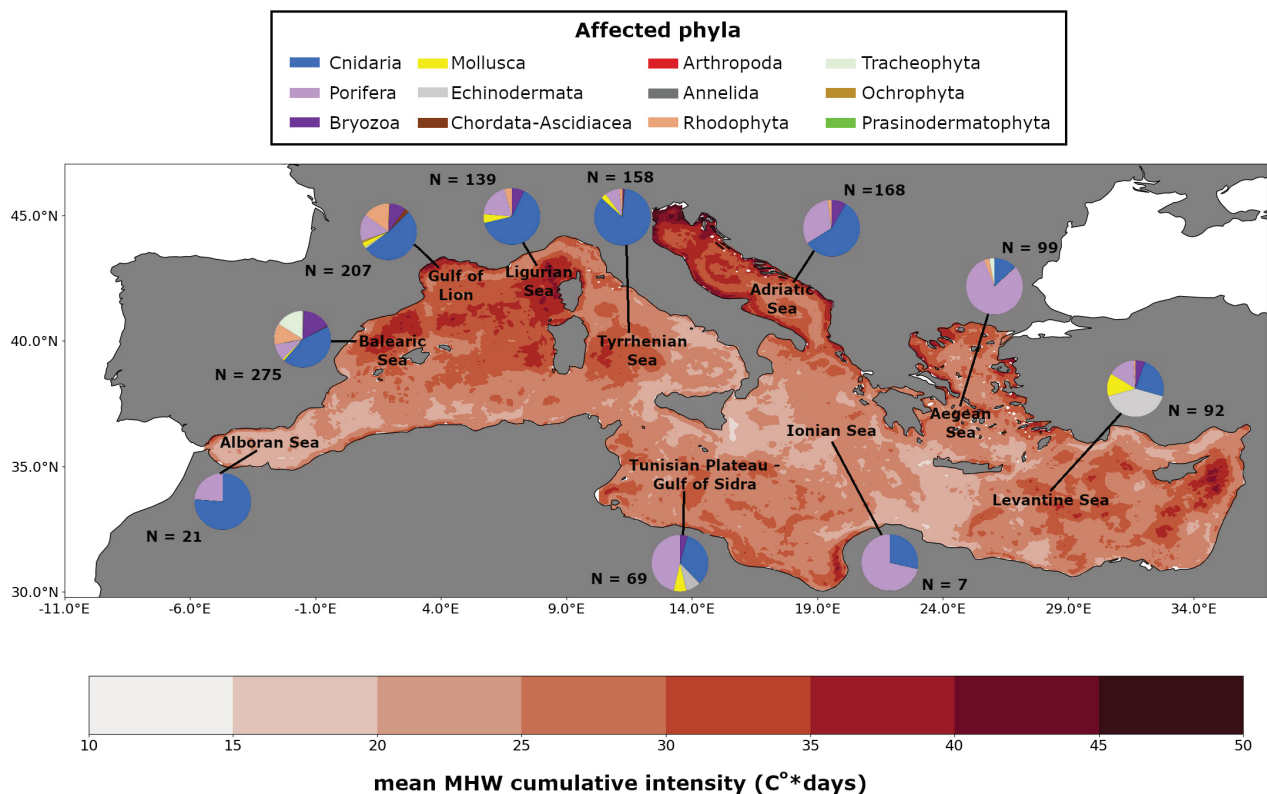 Affected phyla
Cnidaria
Mollusca
Arthropoda
Tracheophyta
Porifera
Echinodermata
Annelida
Ochrophyta
Bryozoa
Chordata-Ascidiacea
Rhodophyta
Prasinodermatophyta
45.0°N
40.0°N
35.0°N
30.0°N
-11.0°E
-6.0°E
-1.0°E
4.0°E
9.0°E
14.0°E
19.0°E
24.0°E
29.0°E
34.0°E
N = 139
N = 158
N =168
N = 207
N = 99
N = 275
N = 92
N = 21
N = 69
N = 7
Gulf of
Lion
Ligurian
Sea
Adriatic
Sea
Balearic
Sea
Tyrrhenian
Sea
Aegean
Sea
Alboran Sea
Ionian Sea
Tunisian Plateau -
Gulf of Sidra
Levantine Sea
10
15
20
25
30
35
40
45
50
mean MHW cumulative intensity (C°*days)